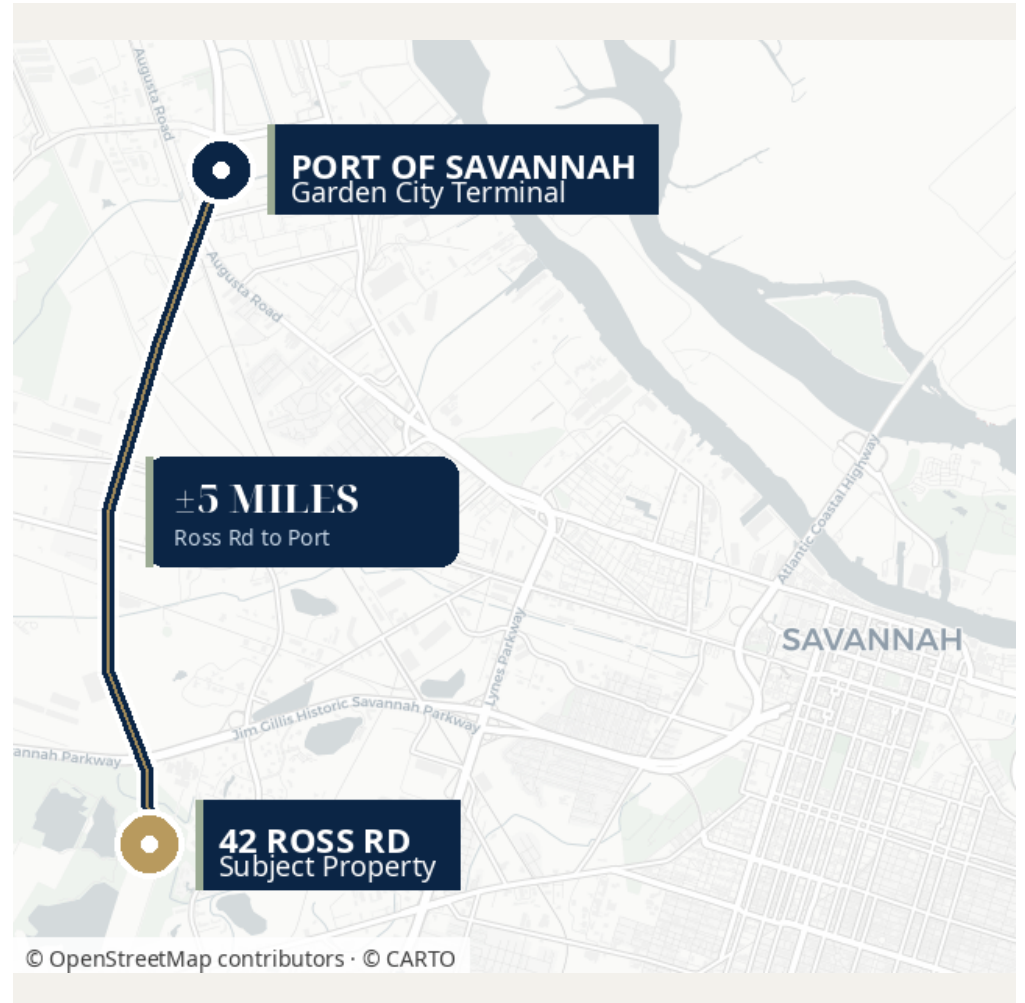 Augusta Road
PORT OF SAVANNAH
Garden City Terminal
Augusta Road
±5 MILES
Ross Rd to Port
Atlantic Coastal Highway
SAVANNAH
Lynes Parkway
Jim Gillis Historic Savannah Parkway
annah Parkway
42 ROSS RD
Subject Property
© OpenStreetMap contributors · © CARTO